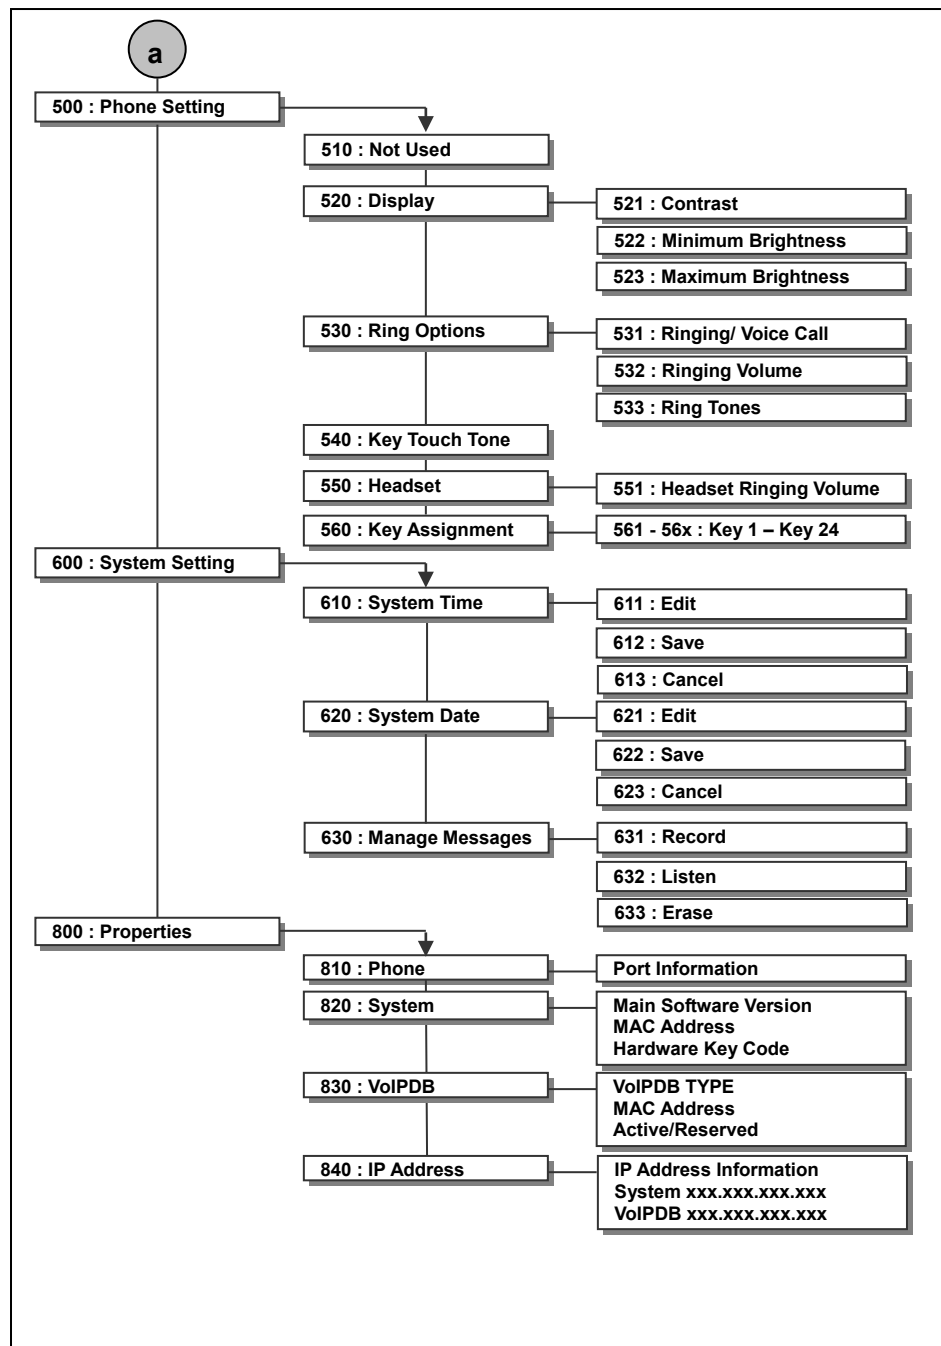 a
500 : Phone Setting
510 : Not Used
520 : Display
521 : Contrast
522 : Minimum Brightness
523 : Maximum Brightness
530 : Ring Options
531 : Ringing/ Voice Call
532 : Ringing Volume
533 : Ring Tones
540 : Key Touch Tone
550 : Headset
551 : Headset Ringing Volume
560 : Key Assignment
561 - 56x : Key 1 – Key 24
600 : System Setting
610 : System Time
611 : Edit
612 : Save
613 : Cancel
620 : System Date
621 : Edit
622 : Save
623 : Cancel
630 : Manage Messages
631 : Record
632 : Listen
633 : Erase
800 : Properties
810 : Phone
Port Information
820 : System
Main Software Version
MAC Address
Hardware Key Code
830 : VoIPDB
VoIPDB TYPE
MAC Address
Active/Reserved
840 : IP Address
IP Address Information
System xxx.xxx.xxx.xxx
VoIPDB xxx.xxx.xxx.xxx